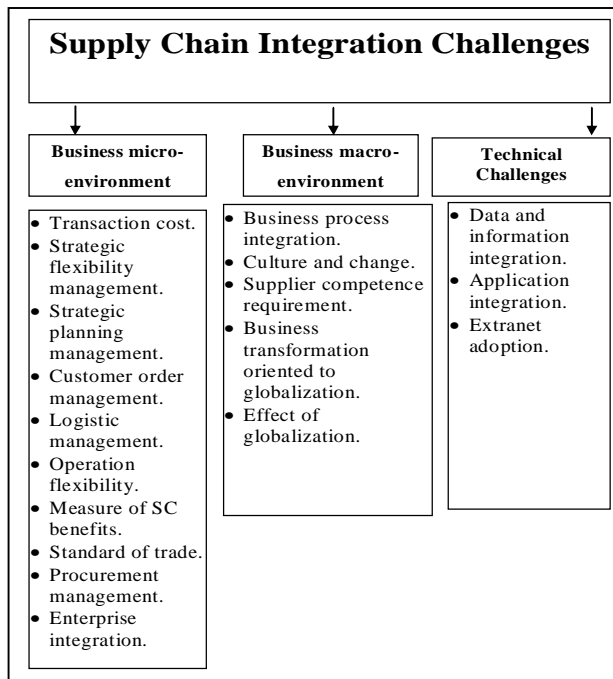 Supply Chain Integration Challenges
Business micro-
environment
• Transaction cost.
• Strategic
flexibility
management.
• Strategic
planning
management.
• Customer order
management.
• Logistic
management.
• Operation
flexibility.
• Measure of SC
benefits.
• Standard of trade.
• Procurement
management.
• Enterprise
integration.
Business macro-
environment
• Business process
integration.
• Culture and change.
• Supplier competence
requirement.
• Business
transformation
oriented to
globalization.
• Effect of
globalization.
Technical
Challenges
• Data and
information
integration.
• Application
integration.
• Extranet
adoption.